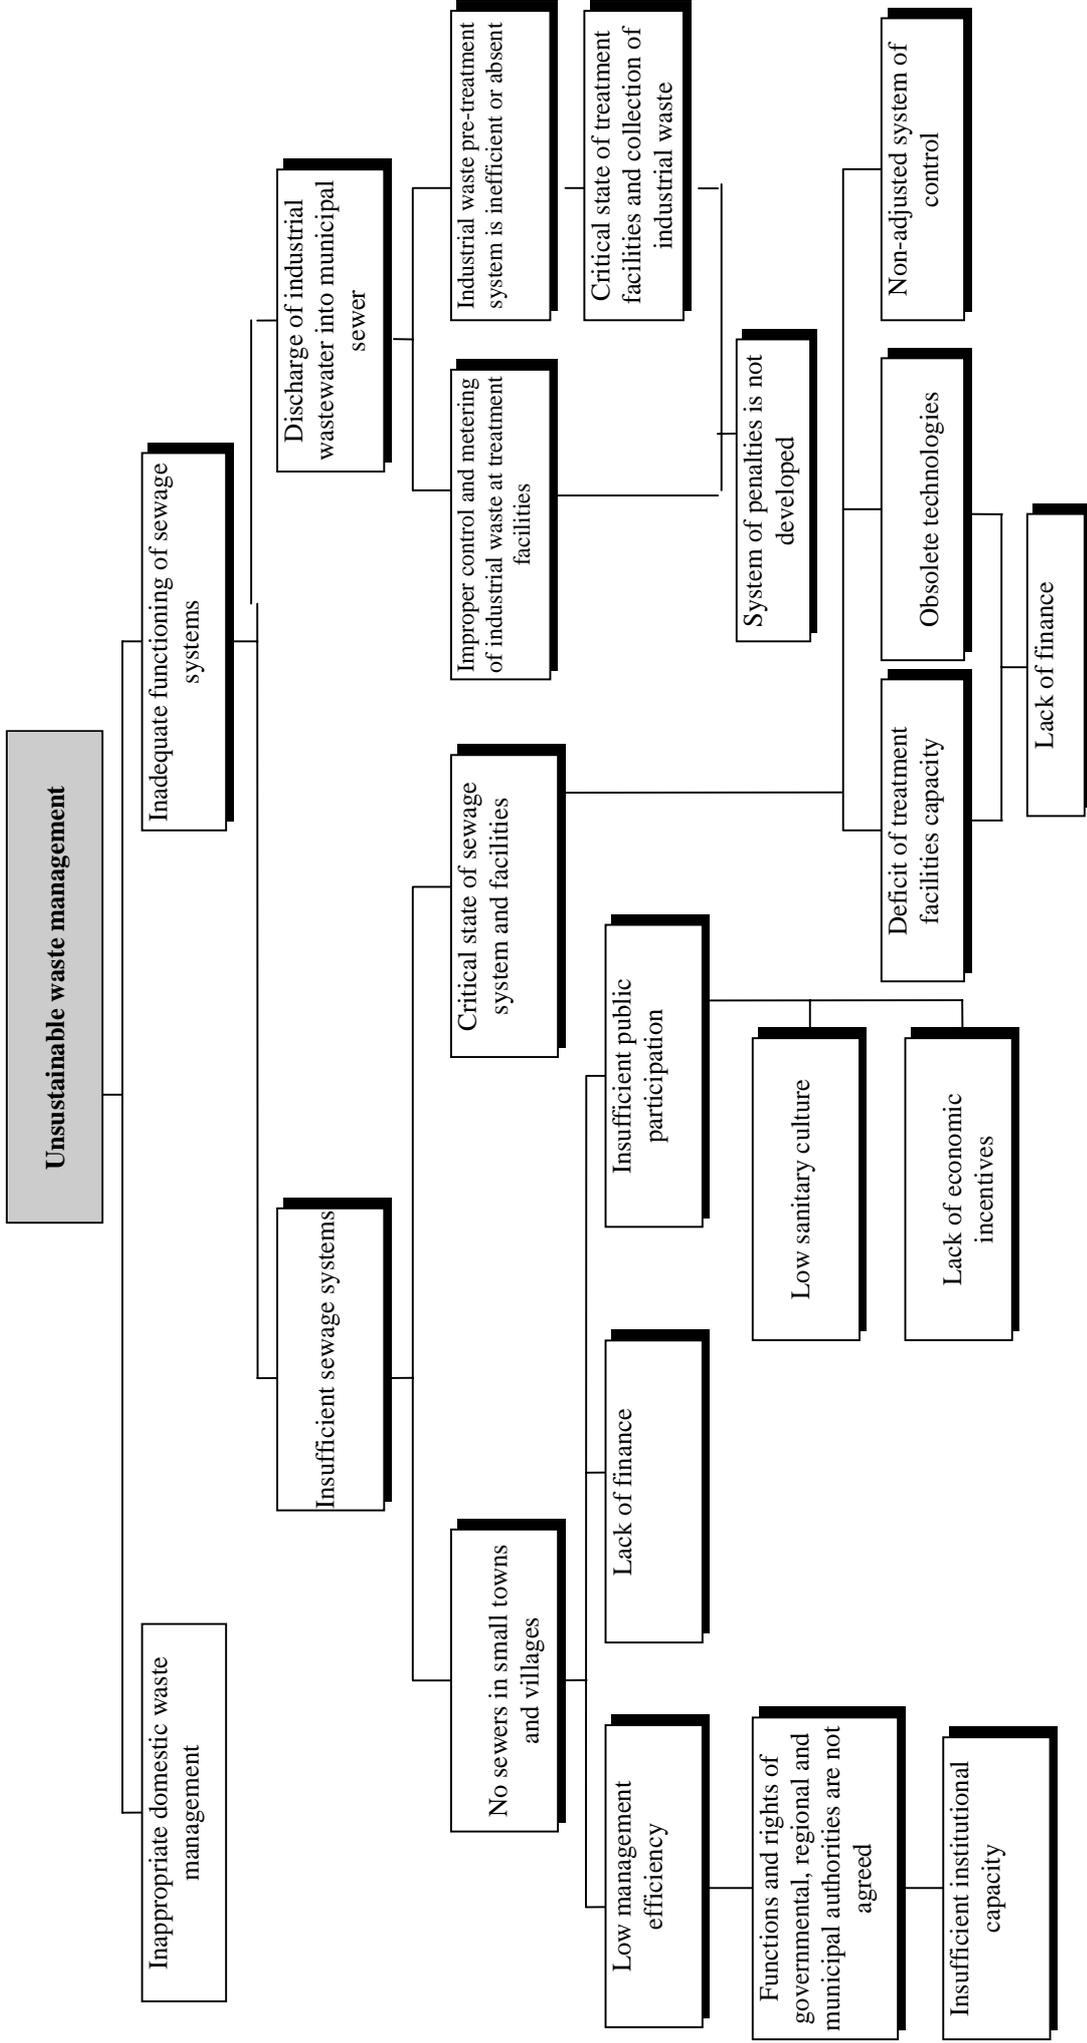 Unsustainable waste management
Inappropriate domestic waste
management
Inadequate functioning of sewage
systems
Insufficient sewage systems
Discharge of industrial
wastewater into municipal
sewer
No sewers in small towns
and villages
Critical state of sewage
system and facilities
Improper control and metering
of industrial waste at treatment
facilities
Industrial waste pre-treatment
system is inefficient or absent
Critical state of treatment
facilities and collection of
industrial waste
Low management
efficiency
Lack of finance
Insufficient public
participation
System of penalties is not
developed
Functions and rights of
governmental, regional and
municipal authorities are not
agreed
Low sanitary culture
Insufficient institutional
capacity
Lack of economic
incentives
Deficit of treatment
facilities capacity
Obsolete technologies
Non-adjusted system of
control
Lack of finance